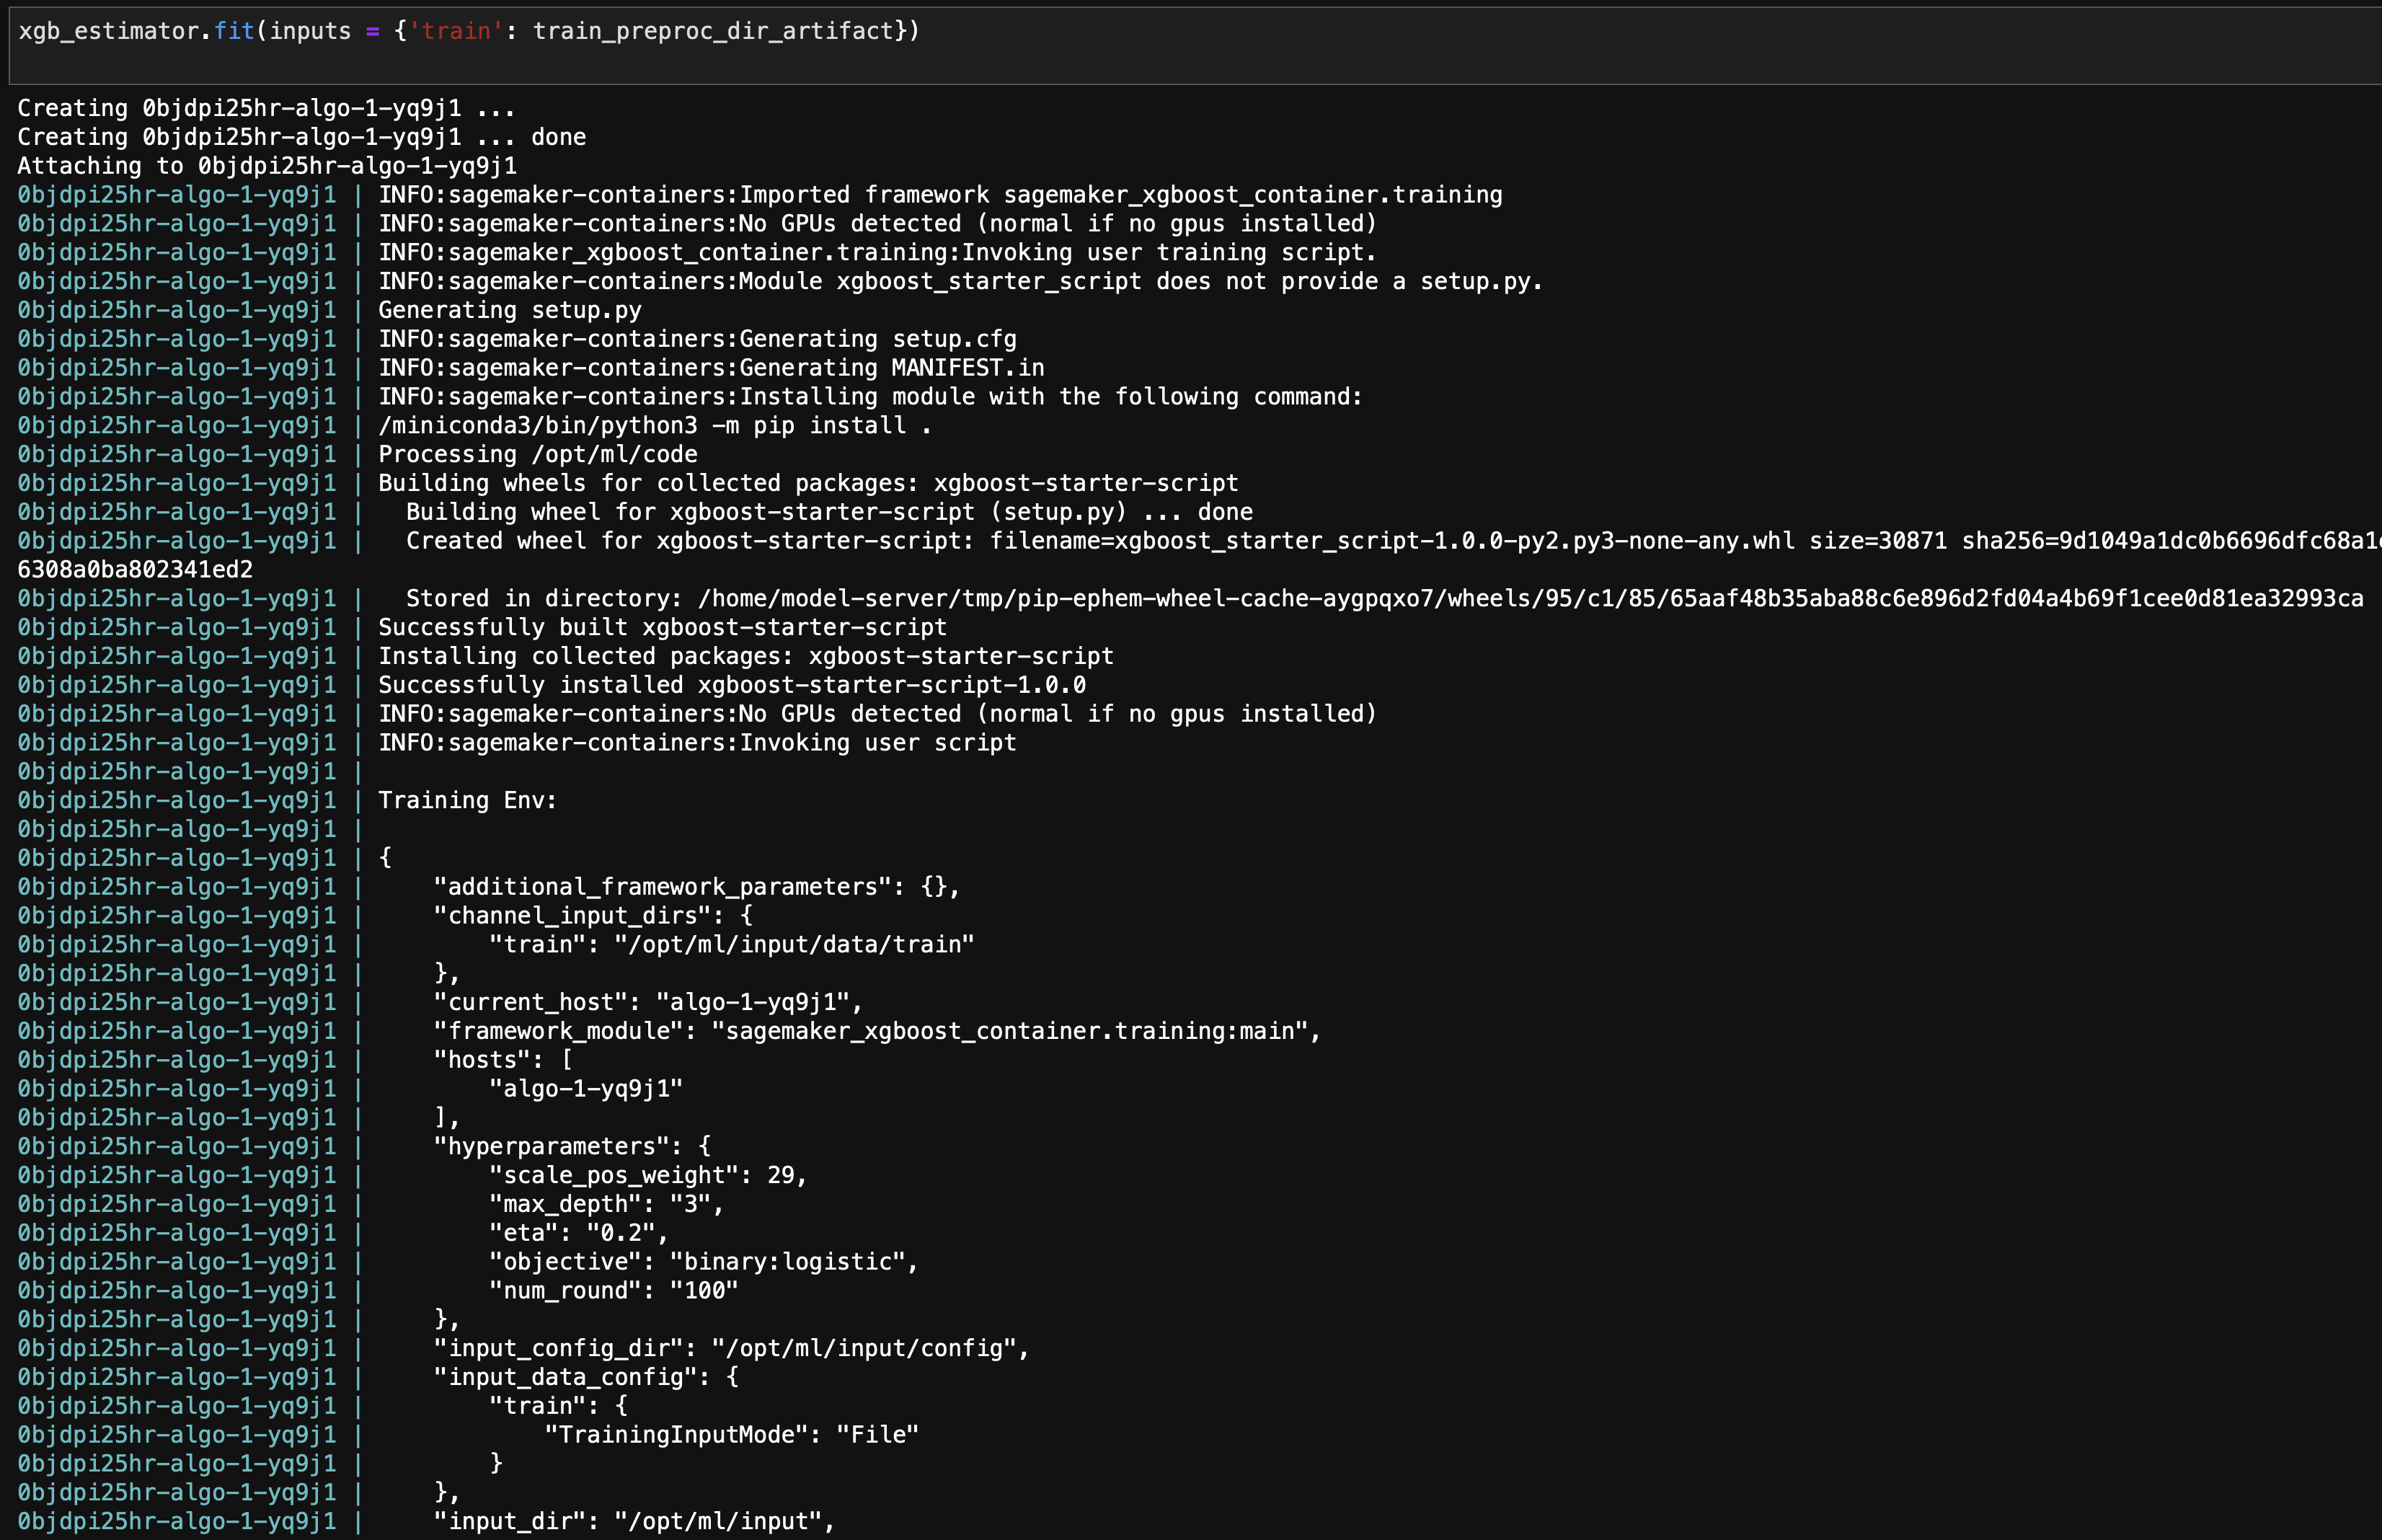 xgb_estimator.fit(inputs = {'train': train_preproc_dir_artifact})
Creating 0bjdpi25hr-algo-1-yq9j1 ...
Creating 0bjdpi25hr-algo-1-yq9j1 ... done
Attaching to 0bjdpi25hr-algo-1-yq9j1
0bjdpi25hr-algo-1-yq9j1 | INFO:sagemaker-containers:Imported framework sagemaker_xgboost_container.training
0bjdpi25hr-algo-1-yq9j1 | INFO:sagemaker-containers:No GPUs detected (normal if no gpus installed)
0bjdpi25hr-algo-1-yq9j1 | INFO:sagemaker_xgboost_container.training:Invoking user training script.
0bjdpi25hr-algo-1-yq9j1 | INFO:sagemaker-containers:Module xgboost_starter_script does not provide a setup.py.
0bjdpi25hr-algo-1-yq9j1 | Generating setup.py
0bjdpi25hr-algo-1-yq9j1 | INFO:sagemaker-containers:Generating setup.cfg
0bjdpi25hr-algo-1-yq9j1 | INFO:sagemaker-containers:Generating MANIFEST.in
0bjdpi25hr-algo-1-yq9j1 | INFO:sagemaker-containers:Installing module with the following command:
0bjdpi25hr-algo-1-yq9j1 | /miniconda3/bin/python3 -m pip install .
0bjdpi25hr-algo-1-yq9j1 | Processing /opt/ml/code
0bjdpi25hr-algo-1-yq9j1 | Building wheels for collected packages: xgboost-starter-script
0bjdpi25hr-algo-1-yq9j1 |   Building wheel for xgboost-starter-script (setup.py) ... done
0bjdpi25hr-algo-1-yq9j1 |   Created wheel for xgboost-starter-script: filename=xgboost_starter_script-1.0.0-py2.py3-none-any.whl size=30871 sha256=9d1049a1dc0b6696dfc68a1
6308a0ba802341ed2
0bjdpi25hr-algo-1-yq9j1 |   Stored in directory: /home/model-server/tmp/pip-ephem-wheel-cache-aygpqxo7/wheels/95/c1/85/65aaf48b35aba88c6e896d2fd04a4b69f1cee0d81ea32993ca
0bjdpi25hr-algo-1-yq9j1 | Successfully built xgboost-starter-script
0bjdpi25hr-algo-1-yq9j1 | Installing collected packages: xgboost-starter-script
0bjdpi25hr-algo-1-yq9j1 | Successfully installed xgboost-starter-script-1.0.0
0bjdpi25hr-algo-1-yq9j1 | INFO:sagemaker-containers:No GPUs detected (normal if no gpus installed)
0bjdpi25hr-algo-1-yq9j1 | INFO:sagemaker-containers:Invoking user script
0bjdpi25hr-algo-1-yq9j1 |
0bjdpi25hr-algo-1-yq9j1 | Training Env:
0bjdpi25hr-algo-1-yq9j1 |
0bjdpi25hr-algo-1-yq9j1 | {
0bjdpi25hr-algo-1-yq9j1 |     "additional_framework_parameters": {},
0bjdpi25hr-algo-1-yq9j1 |     "channel_input_dirs": {
0bjdpi25hr-algo-1-yq9j1 |         "train": "/opt/ml/input/data/train"
0bjdpi25hr-algo-1-yq9j1 |     },
0bjdpi25hr-algo-1-yq9j1 |     "current_host": "algo-1-yq9j1",
0bjdpi25hr-algo-1-yq9j1 |     "framework_module": "sagemaker_xgboost_container.training:main",
0bjdpi25hr-algo-1-yq9j1 |     "hosts": [
0bjdpi25hr-algo-1-yq9j1 |         "algo-1-yq9j1"
0bjdpi25hr-algo-1-yq9j1 |     ],
0bjdpi25hr-algo-1-yq9j1 |     "hyperparameters": {
0bjdpi25hr-algo-1-yq9j1 |         "scale_pos_weight": 29,
0bjdpi25hr-algo-1-yq9j1 |         "max_depth": "3",
0bjdpi25hr-algo-1-yq9j1 |         "eta": "0.2",
0bjdpi25hr-algo-1-yq9j1 |         "objective": "binary:logistic",
0bjdpi25hr-algo-1-yq9j1 |         "num_round": "100"
0bjdpi25hr-algo-1-yq9j1 |     },
0bjdpi25hr-algo-1-yq9j1 |     "input_config_dir": "/opt/ml/input/config",
0bjdpi25hr-algo-1-yq9j1 |     "input_data_config": {
0bjdpi25hr-algo-1-yq9j1 |         "train": {
0bjdpi25hr-algo-1-yq9j1 |             "TrainingInputMode": "File"
0bjdpi25hr-algo-1-yq9j1 |         }
0bjdpi25hr-algo-1-yq9j1 |     },
0bjdpi25hr-algo-1-yq9j1 |     "input_dir": "/opt/ml/input",